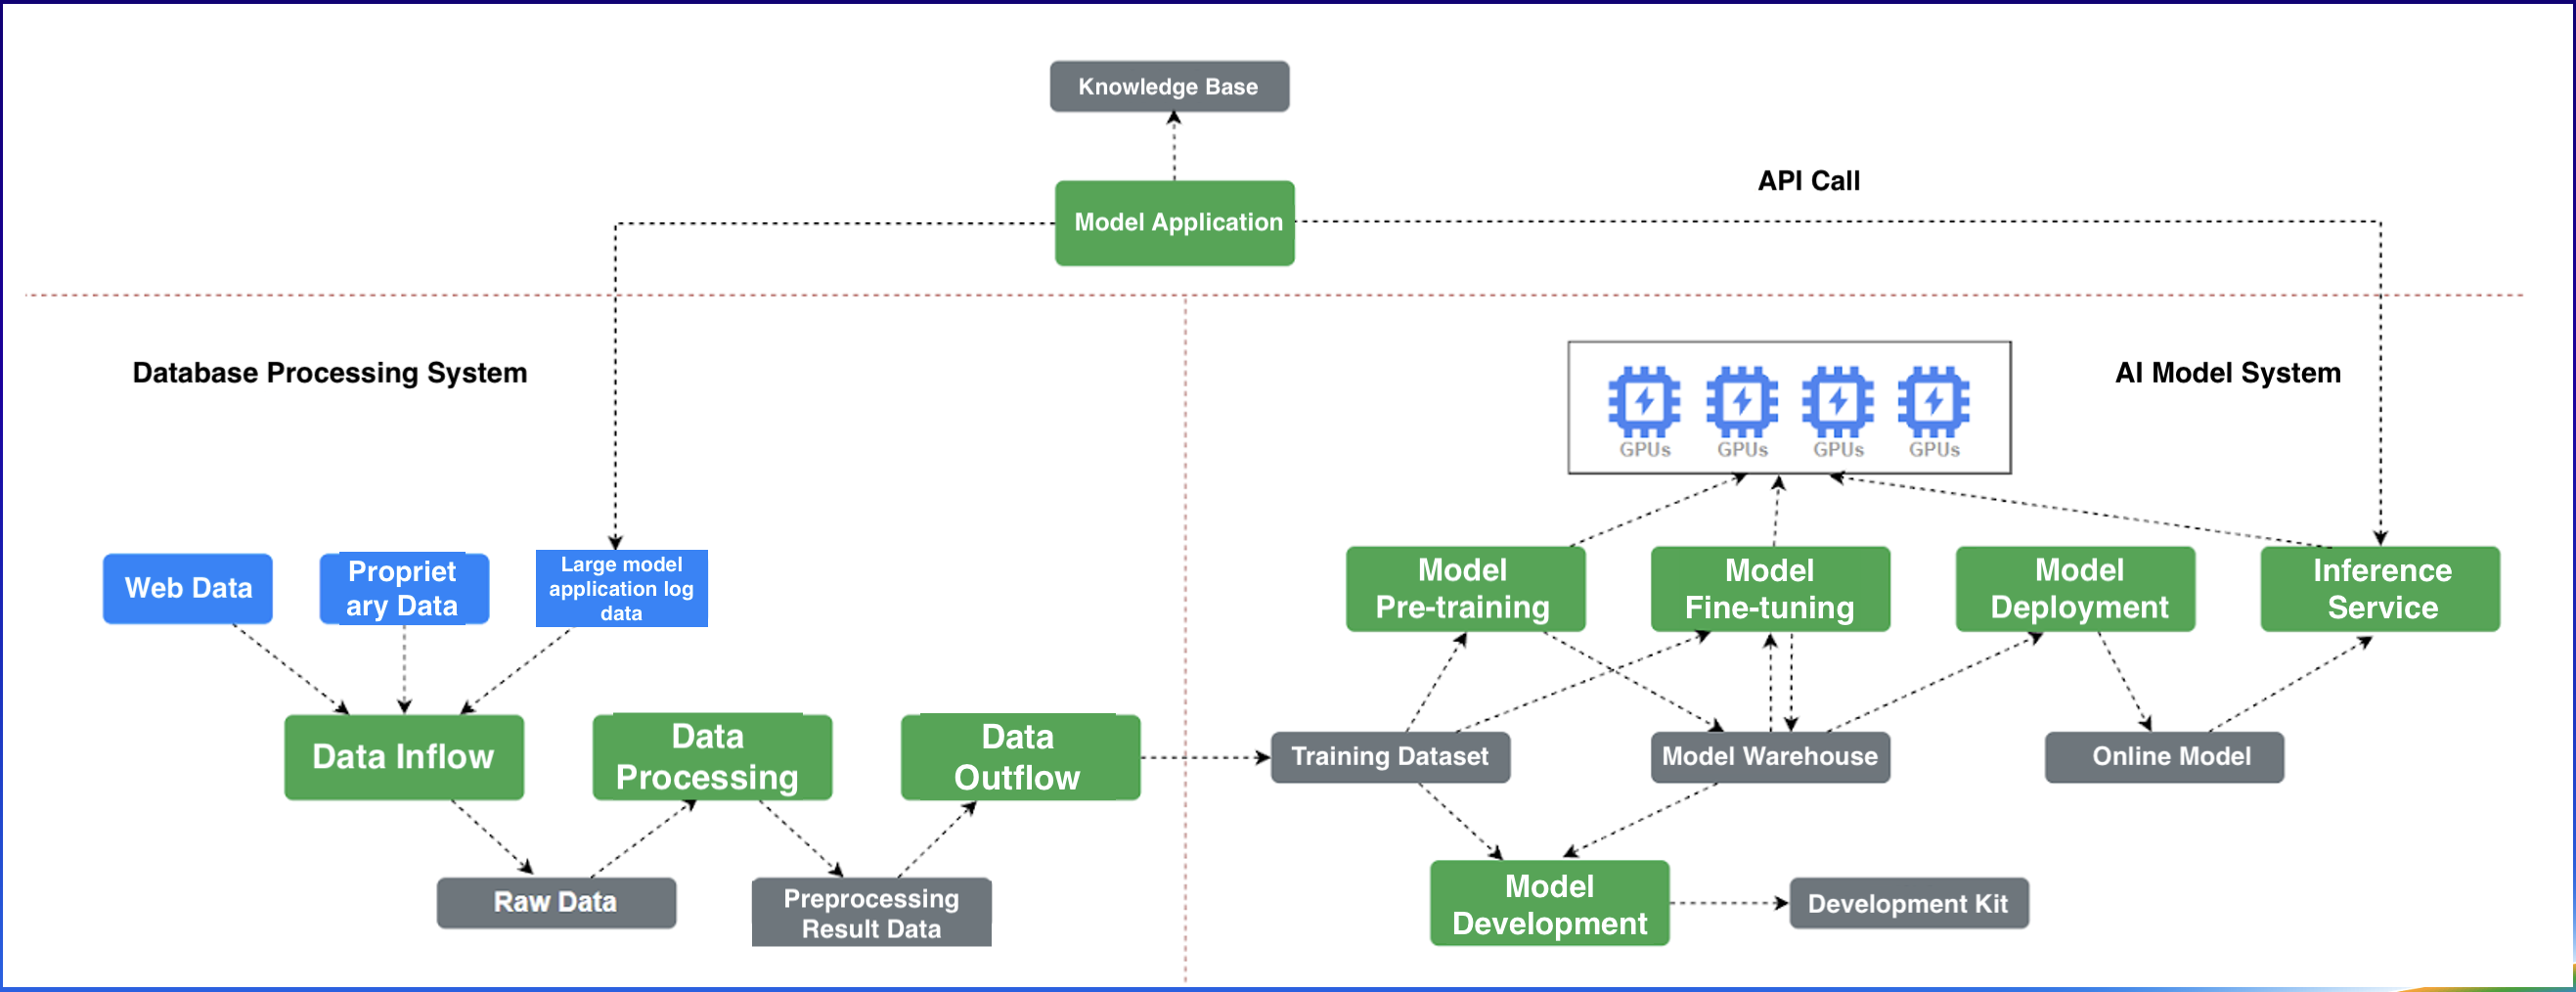 Knowledge Base
API Call
Model Application
Database Processing System
AI Model System
GPUs
GPUs
GPUs
GPUs
Web Data
Propriet
ary Data
Large model
application log
data
Model
Pre-training
Model
Fine-tuning
Model
Deployment
Inference
Service
Data Inflow
Data
Processing
Data
Outflow
Training Dataset
Model Warehouse
Online Model
Raw Data
Preprocessing
Result Data
Model
Development
Development Kit